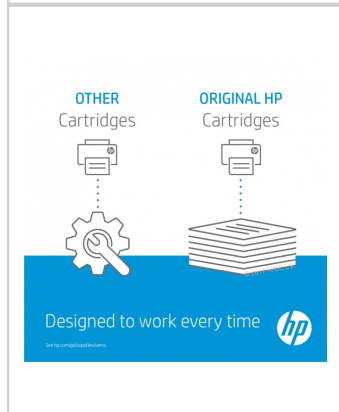 OTHER
Cartridges
ORIGINAL HP
Cartridges
Designed to work every time
hp